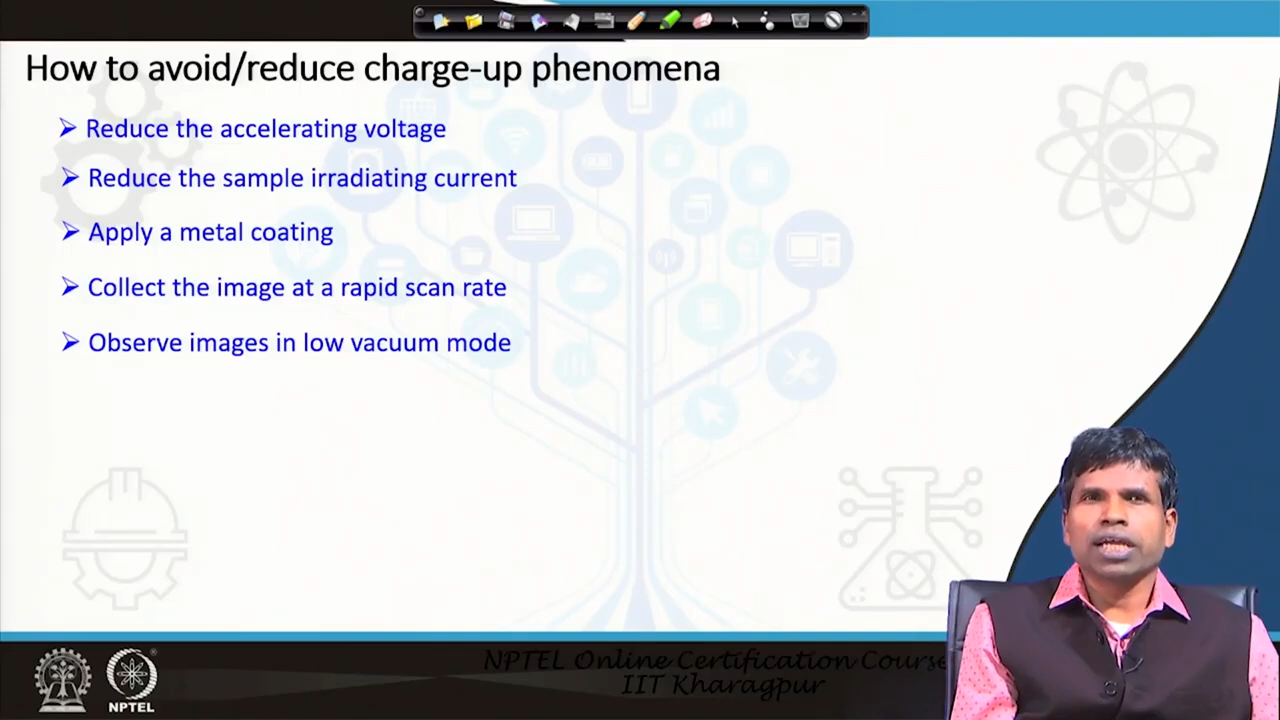 How to avoid/reduce charge-up phenomena
➢ Reduce the accelerating voltage
➢ Reduce the sample irradiating current
➢ Apply a metal coating
➢ Collect the image at a rapid scan rate
➢ Observe images in low vacuum mode
NPTEL Online Certification Course
IIT Kharagpur
NPTEL